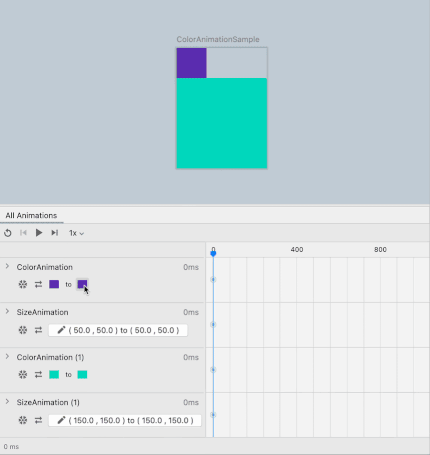 ColorAnimationSample
All Animations
1x
0 400 800
ColorAnimation 0ms
to
SizeAnimation 0ms
( 50.0 , 50.0 ) to ( 50.0 , 50.0 )
ColorAnimation (1) 0ms
to
SizeAnimation (1) 0ms
( 150.0 , 150.0 ) to ( 150.0 , 150.0 )
0 ms